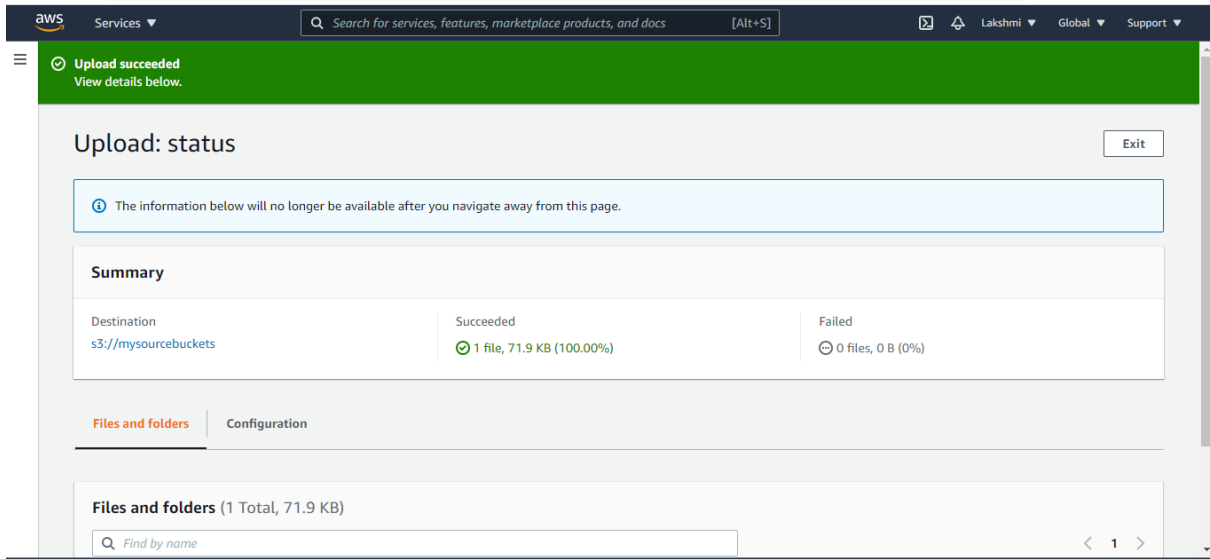 aws Services ▼ Search for services, features, marketplace products, and docs [Alt+S] Lakshmi ▼ Global ▼ Support ▼
Upload succeeded
View details below.
Upload: status Exit
The information below will no longer be available after you navigate away from this page.
Summary
Destination Succeeded Failed
s3://mysourcebuckets 1 file, 71.9 KB (100.00%) 0 files, 0 B (0%)
Files and folders Configuration
Files and folders (1 Total, 71.9 KB)
Find by name < 1 >